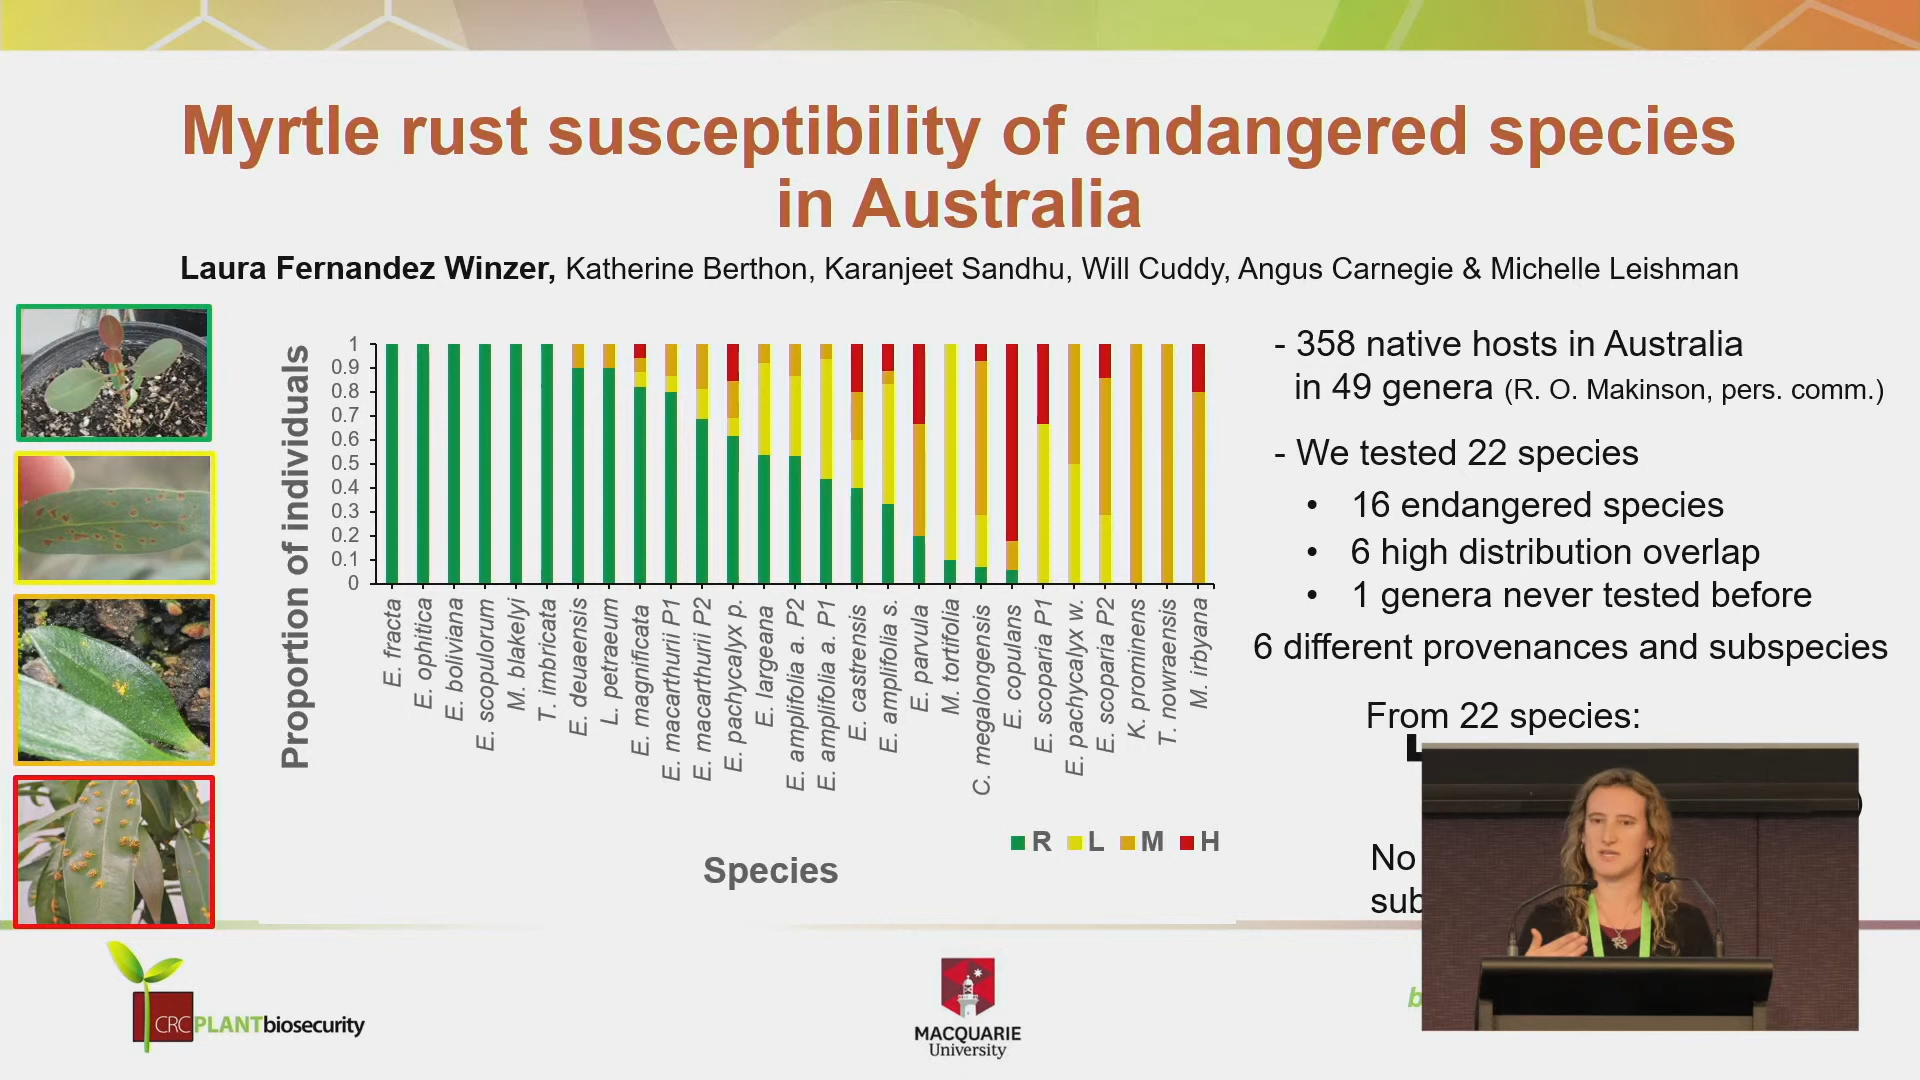 Myrtle rust susceptibility of endangered species
in Australia
Laura Fernandez Winzer, Katherine Berthon, Karanjeet Sandhu, Will Cuddy, Angus Carnegie & Michelle Leishman
Proportion of individuals
1
0.9
0.8
0.7
0.6
0.5
0.4
0.3
0.2
0.1
0
E. fracta
E. ophitica
E. boliviana
E. scopulorum
M. blakelyi
T. imbricata
E. deuaensis
L. petraeum
E. magnificata
E. macarthurii P1
E. macarthurii P2
E. pachycalyx p.
E. largeana
E. amplifolia a. P2
E. amplifolia a. P1
E. castrensis
E. amplifolia s.
E. parvula
M. tortifolia
C. megalongensis
E. copulans
E. scoparia P1
E. pachycalyx w.
E. scoparia P2
K. prominens
T. nowraensis
M. irbyana
R L M H
Species
- 358 native hosts in Australia
in 49 genera (R. O. Makinson, pers. comm.)
- We tested 22 species
• 16 endangered species
• 6 high distribution overlap
• 1 genera never tested before
6 different provenances and subspecies
From 22 species:
No
sub
CRCPLANTbiosecurity
MACQUARIE
University